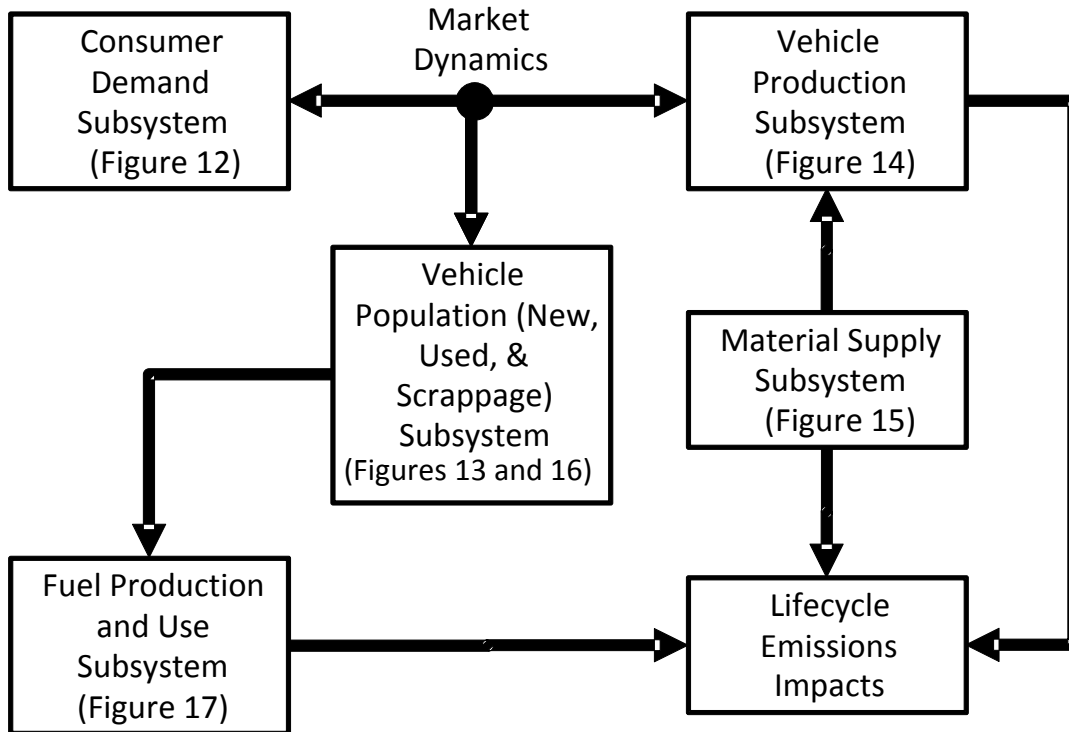 Consumer
Demand
Subsystem
(Figure 12)
Market
Dynamics
Vehicle
Production
Subsystem
(Figure 14)
Vehicle
Population (New,
Used, &
Scrappage)
Subsystem
(Figures 13 and 16)
Material Supply
Subsystem
(Figure 15)
Fuel Production
and Use
Subsystem
(Figure 17)
Lifecycle
Emissions
Impacts